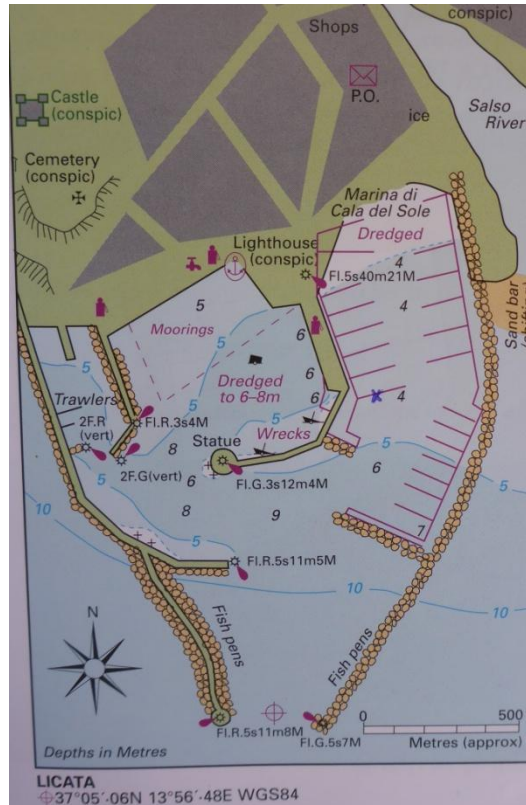 conspic)
Shops
P.O.
ice
Salso
River
Castle
(conspic)
Cemetery
(conspic)
Marina di
Cala del Sole
Dredged
Lighthouse
(conspic)
Fl.5s40m21M
4
4
5
Moorings
6
6
6
5
Dredged
to 6–8m
5
4
Sand bar
Trawlers
2F.R
(vert)
Fl.R.3s4M
8
Statue
Wrecks
2F.G(vert)
6
Fl.G.3s12m4M
6
5
5
10
8
9
7
5
Fl.R.5s11m5M
10
10
N
Fish pens
Fish pens
Fl.R.5s11m8M
Fl.G.5s7M
0
500
Metres (approx)
Depths in Metres
LICATA
37°05´·06N 13°56´·48E WGS84